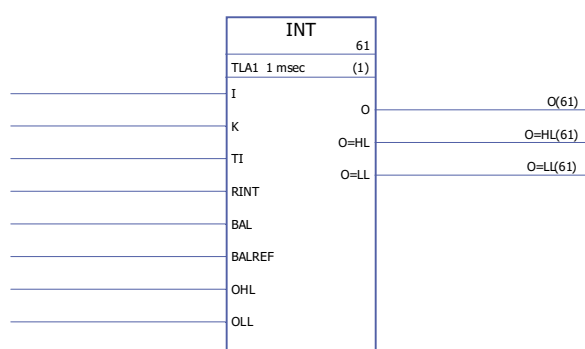 INT
61
TLA1 1 msec (1)
I
O O(61)
K
O=HL O=HL(61)
TI
O=LL O=LL(61)
RINT
BAL
BALREF
OHL
OLL